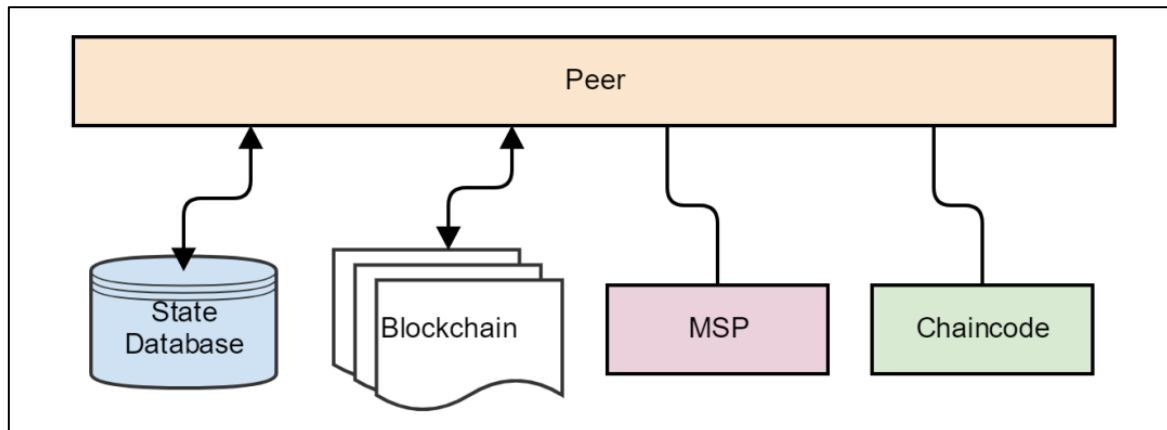 Peer
State
Database
Blockchain
MSP
Chaincode